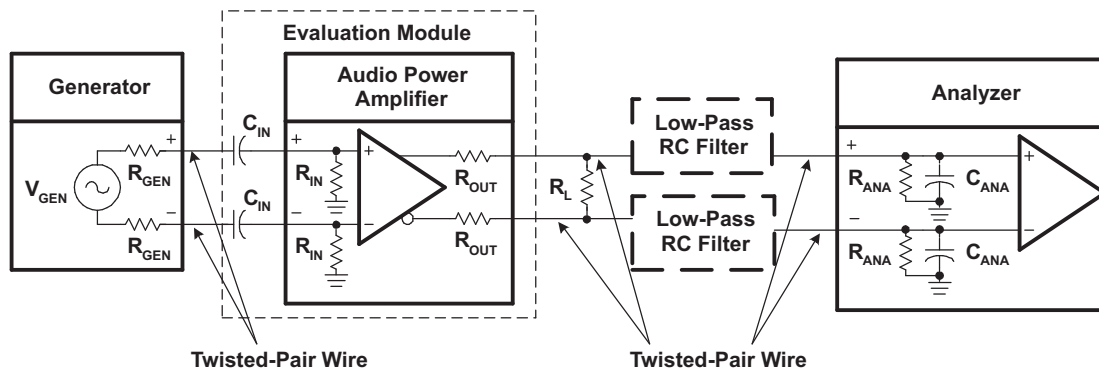 Evaluation Module
Generator
Audio Power
Amplifier
Analyzer
Low-Pass
RC Filter
Low-Pass
RC Filter
V_GEN
R_GEN
R_GEN
+
−
C_IN
C_IN
+
−
R_IN
R_IN
+
−
R_OUT
R_OUT
R_L
+
−
R_ANA
R_ANA
C_ANA
C_ANA
+
−
Twisted-Pair Wire
Twisted-Pair Wire